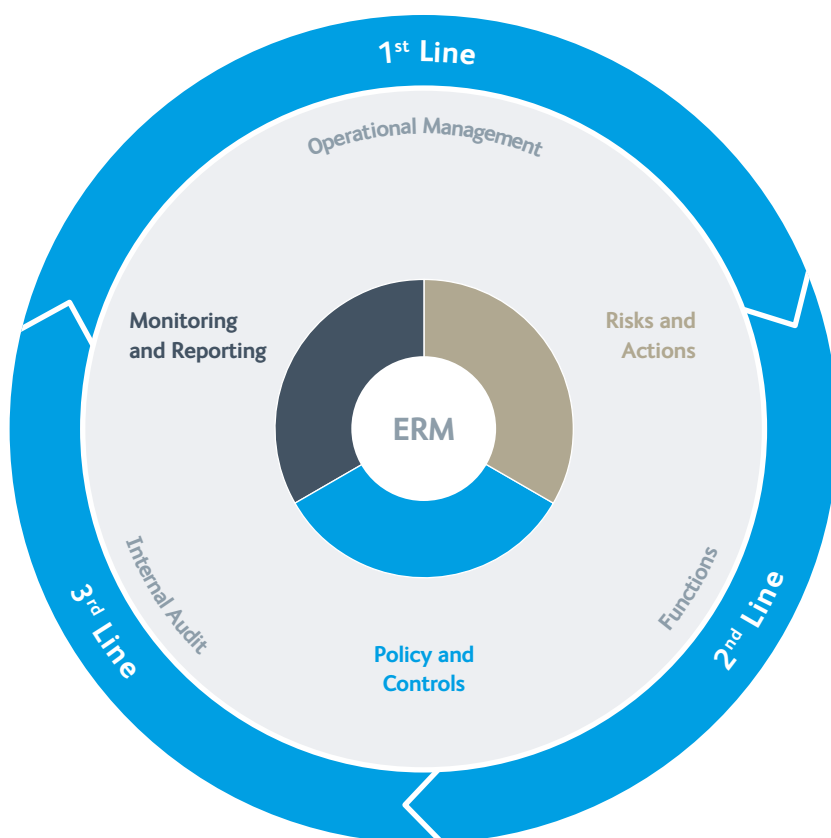 1st Line
Operational Management
Monitoring
and Reporting
Risks and
Actions
ERM
Internal Audit
3rd Line
Functions
2nd Line
Policy and
Controls